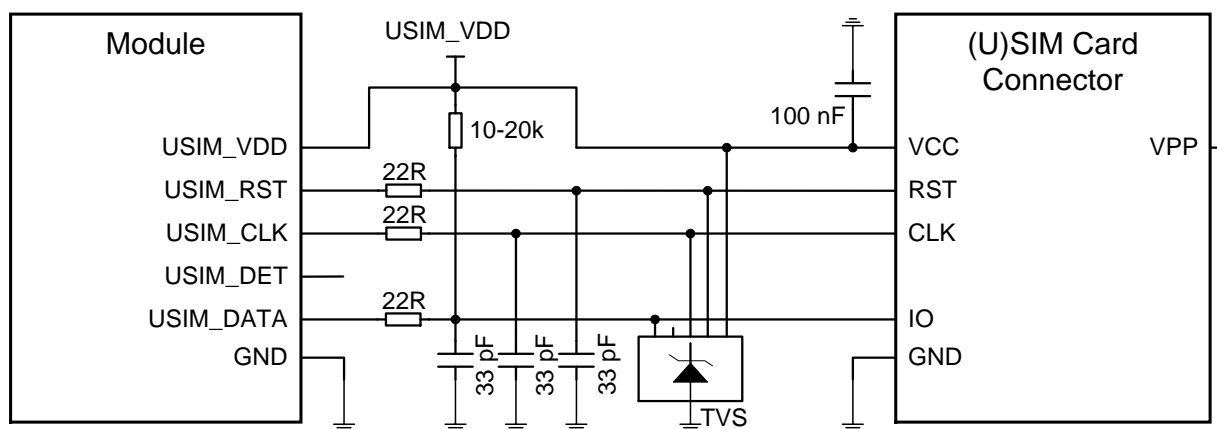 Module
USIM_VDD
(U)SIM Card
Connector
10-20k
100 nF
USIM_VDD
VCC
VPP
22R
USIM_RST
RST
22R
USIM_CLK
CLK
USIM_DET
22R
USIM_DATA
IO
GND
33 pF
33 pF
33 pF
GND
TVS